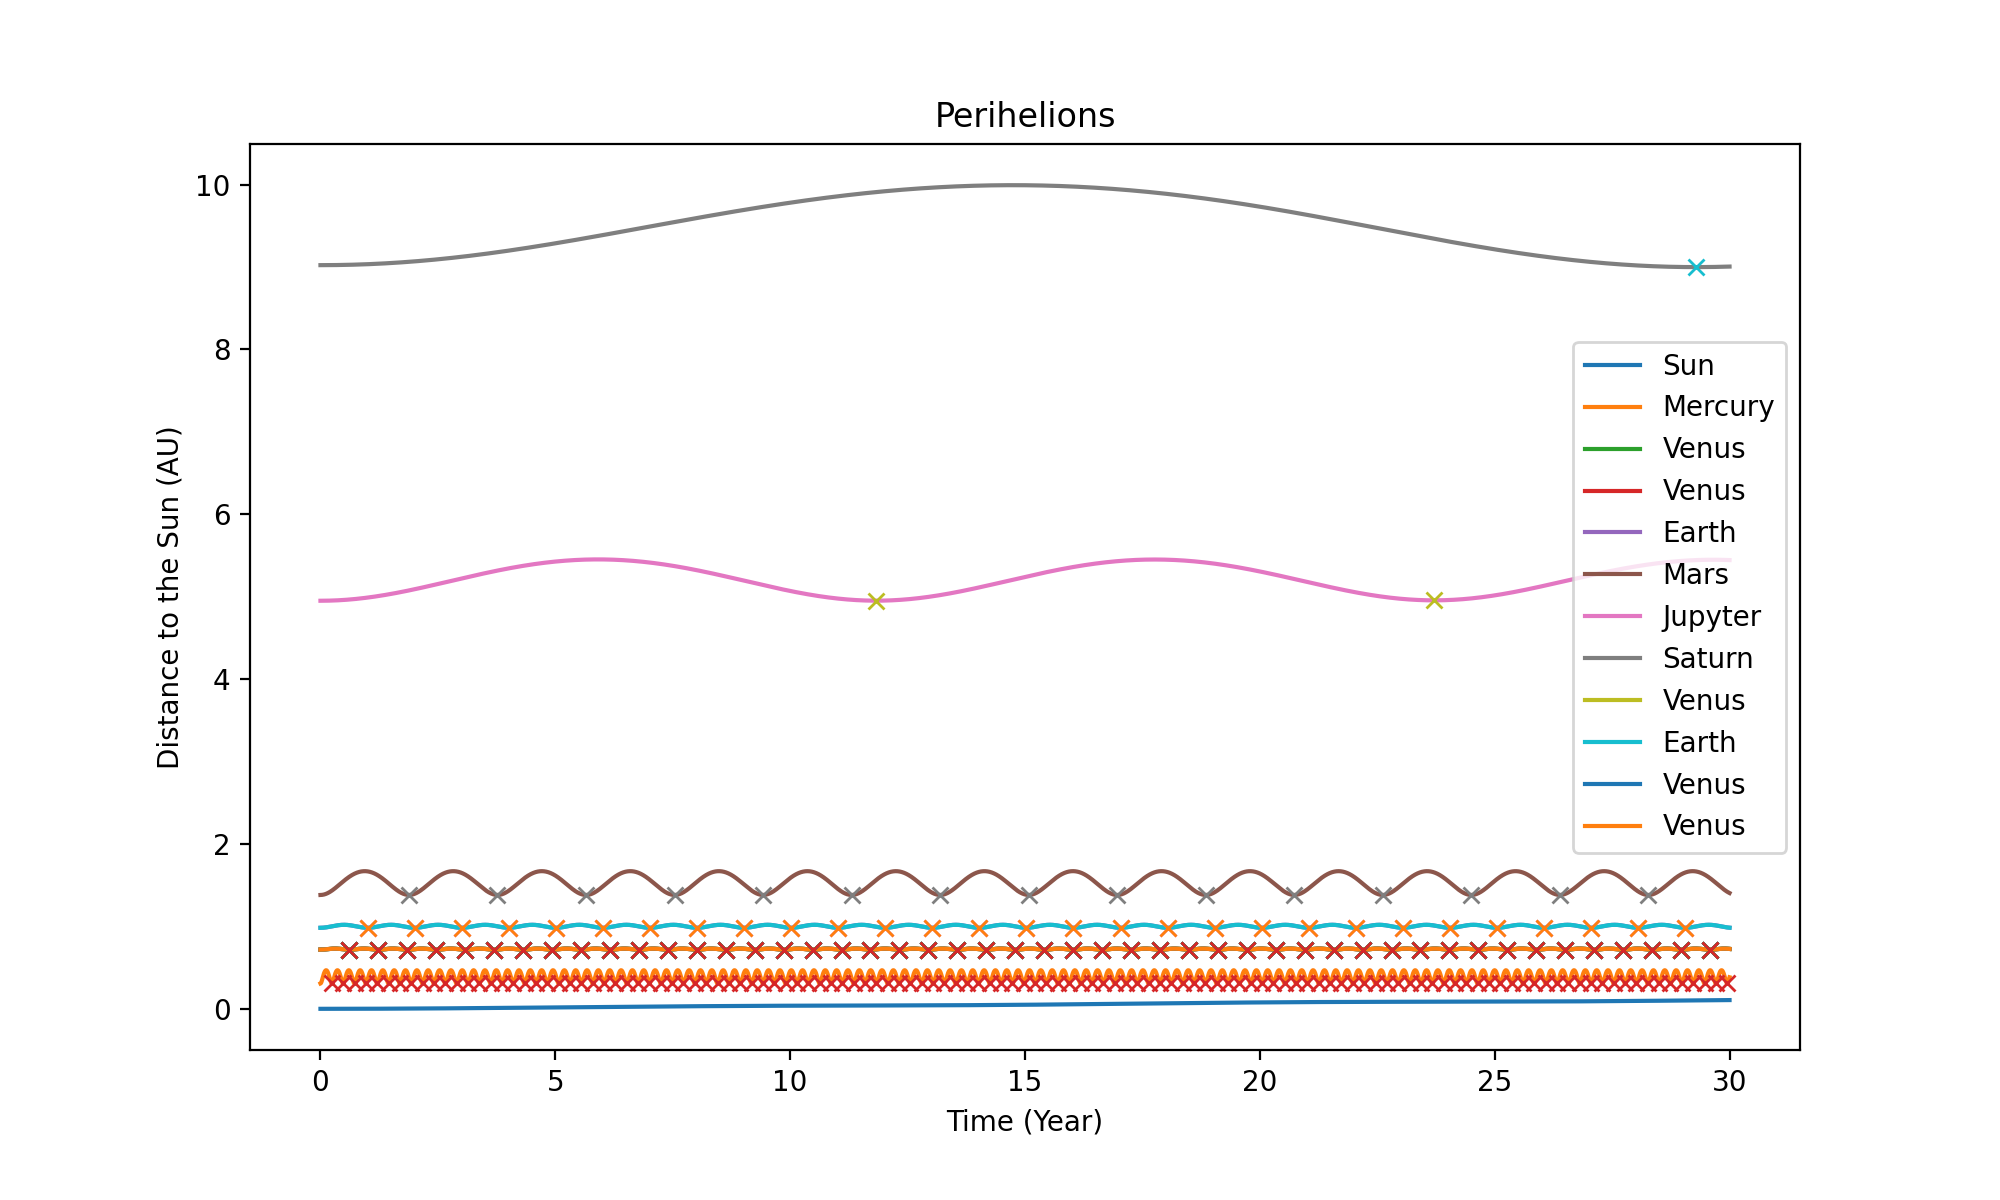 Perihelions
10
8
6
4
2
0
Distance to the Sun (AU)
Sun
Mercury
Venus
Venus
Earth
Mars
Jupyter
Saturn
Venus
Earth
Venus
Venus
0 5 10 15 20 25 30
Time (Year)